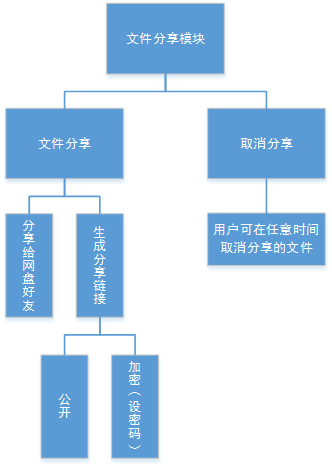 文件分享模块
文件分享
取消分享
分享给网盘好友
生成分享链接
用户可在任意时间
取消分享的文件
公开
加密（设密码）